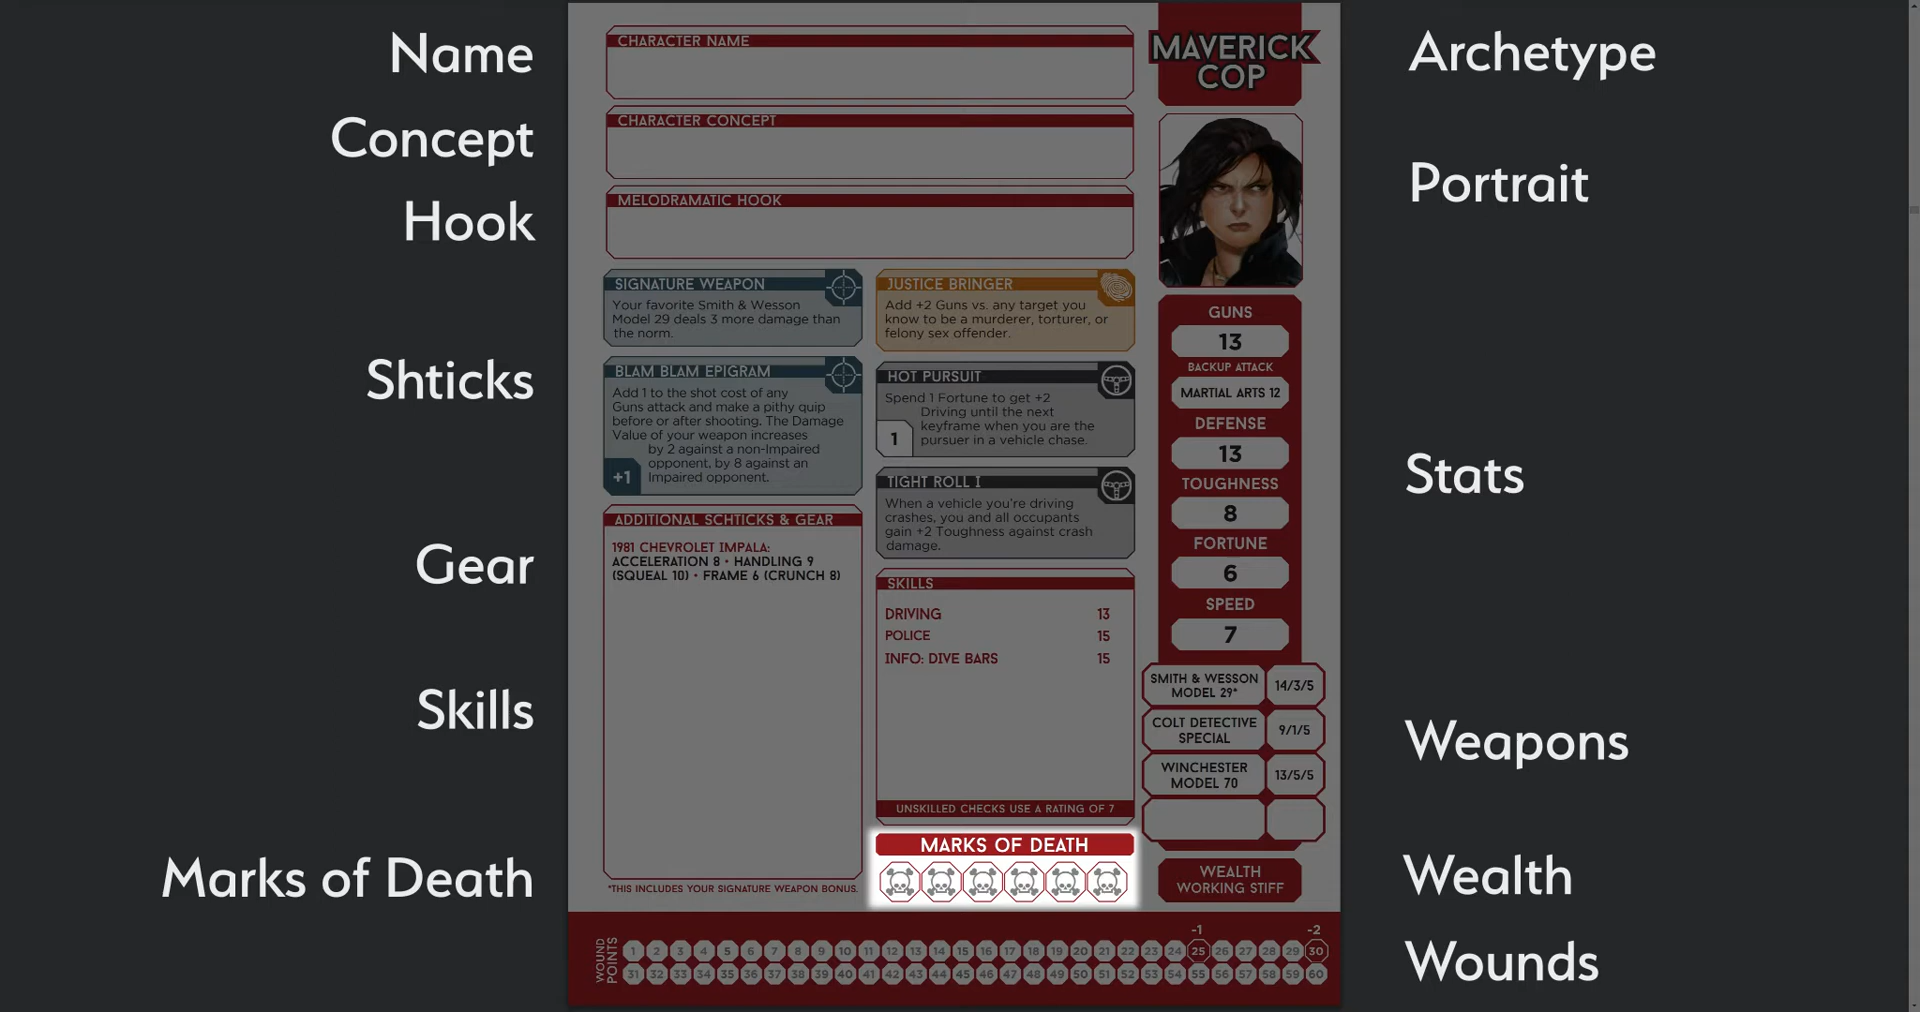 Name
Concept
Hook
Shticks
Gear
Skills
Marks of Death
CHARACTER NAME
CHARACTER CONCEPT
MELODRAMATIC HOOK
SIGNATURE WEAPON
Your favorite Smith & Wesson
Model 29 deals 3 more damage than
the norm.
BLAM BLAM EPIGRAM
Add 1 to the shot cost of any
Guns attack and make a pithy quip
before or after shooting. The Damage
Value of your weapon increases
by 2 against a non-Impaired
opponent, by 8 against an
Impaired opponent.
+1
ADDITIONAL SCHTICKS & GEAR
1981 CHEVROLET IMPALA:
ACCELERATION 8 • HANDLING 9
(SQUEAL 10) • FRAME 6 (CRUNCH 8)
*THIS INCLUDES YOUR SIGNATURE WEAPON BONUS.
JUSTICE BRINGER
Add +2 Guns vs. any target you
know to be a murderer, torturer, or
felony sex offender.
HOT PURSUIT
Spend 1 Fortune to get +2
Driving until the next
keyframe when you are the
pursuer in a vehicle chase.
1
TIGHT ROLL I
When a vehicle you're driving
crashes, you and all occupants
gain +2 Toughness against crash
damage.
SKILLS
DRIVING 13
POLICE 15
INFO: DIVE BARS 15
UNSKILLED CHECKS USE A RATING OF 7
MARKS OF DEATH
MAVERICK
COP
GUNS
13
BACKUP ATTACK
MARTIAL ARTS 12
DEFENSE
13
TOUGHNESS
8
FORTUNE
6
SPEED
7
SMITH & WESSON
MODEL 29*
14/3/5
COLT DETECTIVE
SPECIAL
9/1/5
WINCHESTER
MODEL 70
13/5/5
WEALTH
WORKING STIFF
WOUND
POINTS
-1 -2
1 2 3 4 5 6 7 8 9 10 11 12 13 14 15 16 17 18 19 20 21 22 23 24 25 26 27 28 29 30
31 32 33 34 35 36 37 38 39 40 41 42 43 44 45 46 47 48 49 50 51 52 53 54 55 56 57 58 59 60
Archetype
Portrait
Stats
Weapons
Wealth
Wounds